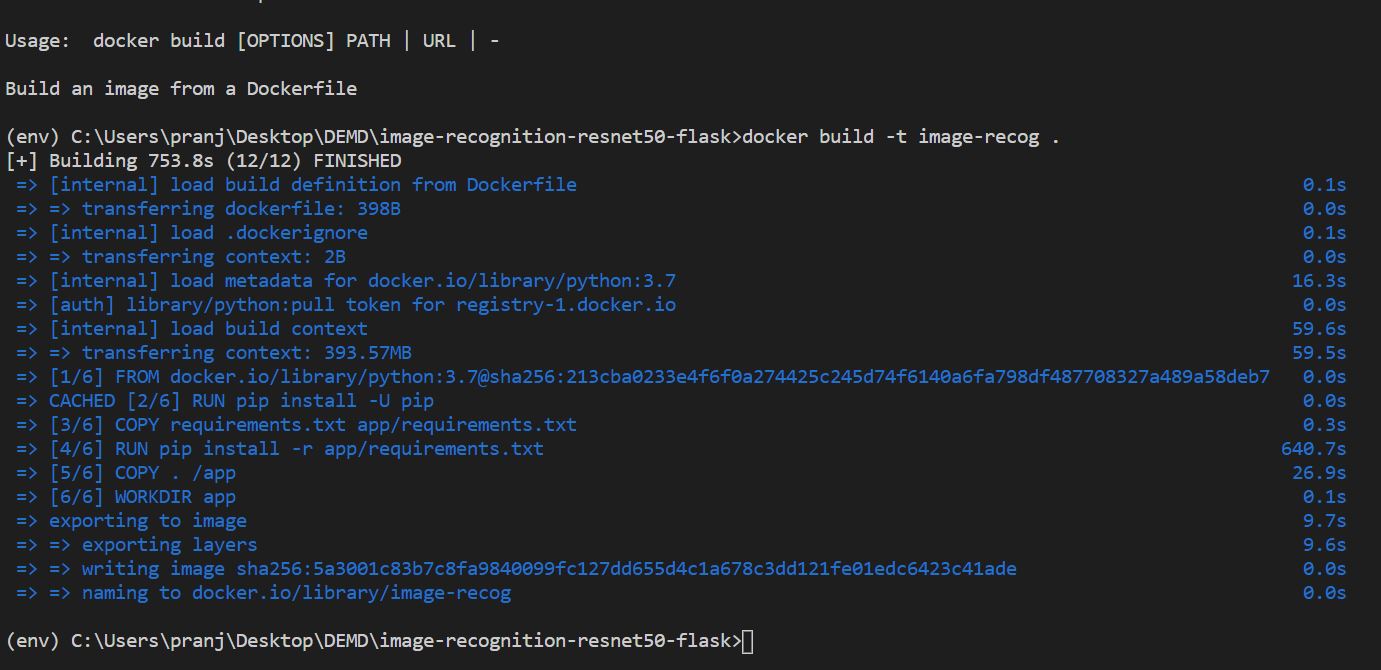 Usage:  docker build [OPTIONS] PATH | URL | -
Build an image from a Dockerfile
(env) C:\Users\pranj\Desktop\DEMD\image-recognition-resnet50-flask>docker build -t image-recog .
[+] Building 753.8s (12/12) FINISHED
=> [internal] load build definition from Dockerfile 0.1s
=> => transferring dockerfile: 398B 0.0s
=> [internal] load .dockerignore 0.1s
=> => transferring context: 2B 0.0s
=> [internal] load metadata for docker.io/library/python:3.7 16.3s
=> [auth] library/python:pull token for registry-1.docker.io 0.0s
=> [internal] load build context 59.6s
=> => transferring context: 393.57MB 59.5s
=> [1/6] FROM docker.io/library/python:3.7@sha256:213cba0233e4f6f0a274425c245d74f6140a6fa798df487708327a489a58deb7 0.0s
=> CACHED [2/6] RUN pip install -U pip 0.0s
=> [3/6] COPY requirements.txt app/requirements.txt 0.3s
=> [4/6] RUN pip install -r app/requirements.txt 640.7s
=> [5/6] COPY . /app 26.9s
=> [6/6] WORKDIR app 0.1s
=> exporting to image 9.7s
=> => exporting layers 9.6s
=> => writing image sha256:5a3001c83b7c8fa9840099fc127dd655d4c1a678c3dd121fe01edc6423c41ade 0.0s
=> => naming to docker.io/library/image-recog 0.0s
(env) C:\Users\pranj\Desktop\DEMD\image-recognition-resnet50-flask>